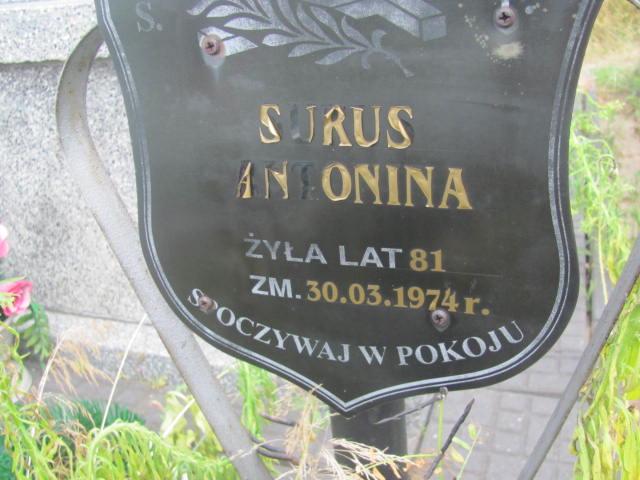 S.
SURUS
ANTONINA
ŻYŁA LAT 81
ZM. 30.03.1974 r.
SPOCZYWAJ W POKOJU